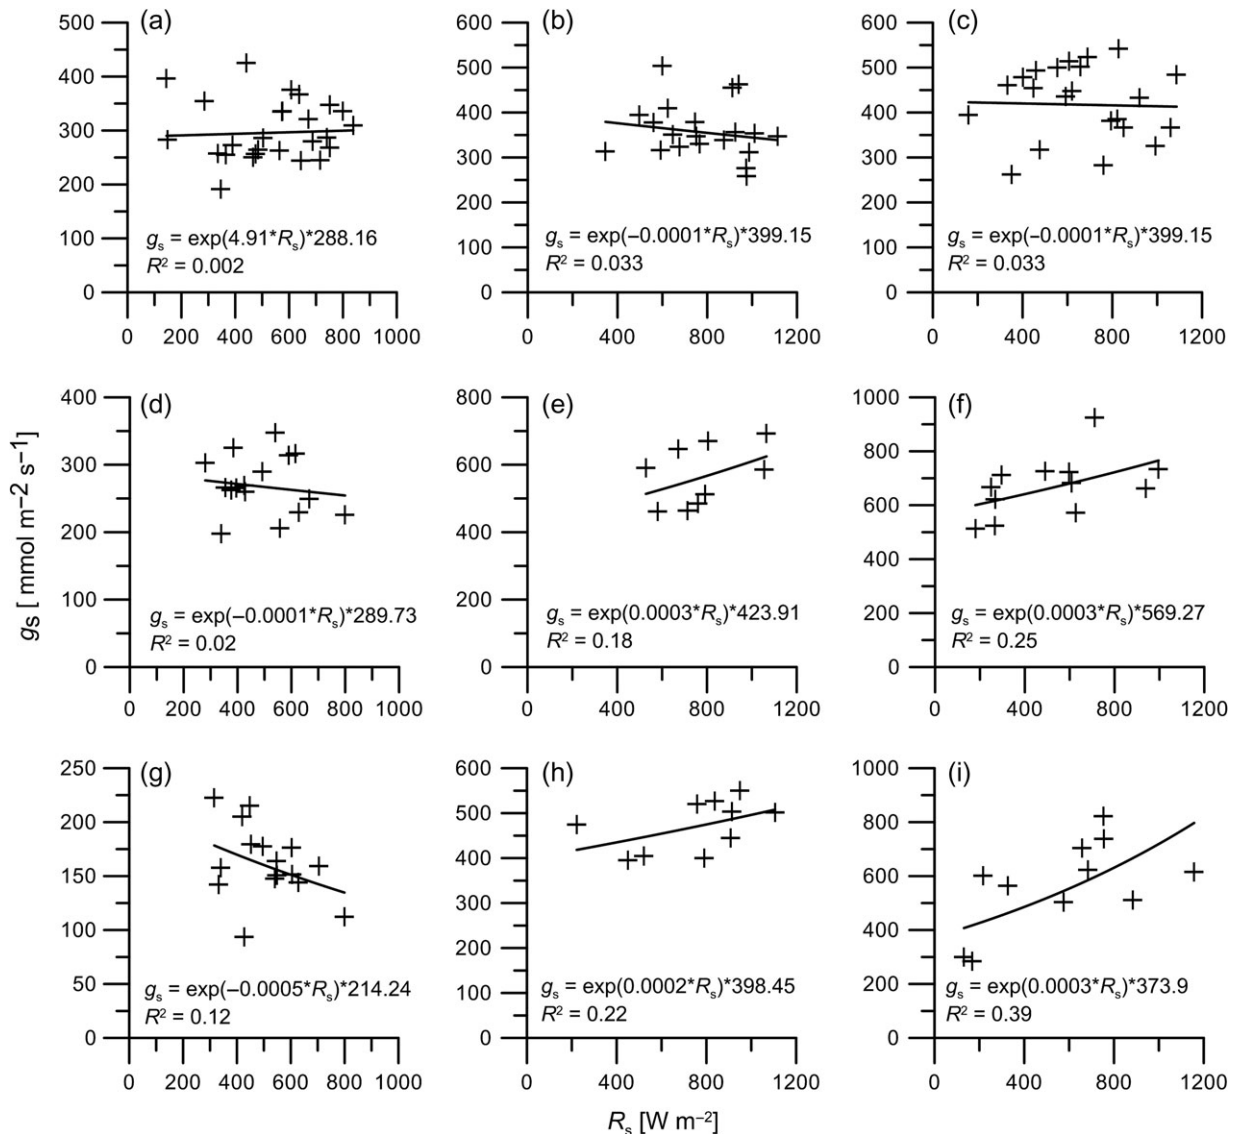 (a)
500
400
300
200
100
0
0 200 400 600 800 1000
gs = exp(4.91*Rs)*288.16
R2 = 0.002
(b)
600
500
400
300
200
100
0
0 400 800 1200
gs = exp(−0.0001*Rs)*399.15
R2 = 0.033
(c)
600
500
400
300
200
100
0
0 400 800 1200
gs = exp(−0.0001*Rs)*399.15
R2 = 0.033
gs [ mmol m−2 s−1]
(d)
400
300
200
100
0
0 200 400 600 800 1000
gs = exp(−0.0001*Rs)*289.73
R2 = 0.02
(e)
800
600
400
200
0
0 400 800 1200
gs = exp(0.0003*Rs)*423.91
R2 = 0.18
(f)
1000
800
600
400
200
0
0 400 800 1200
gs = exp(0.0003*Rs)*569.27
R2 = 0.25
(g)
250
200
150
100
50
0
0 200 400 600 800 1000
gs = exp(−0.0005*Rs)*214.24
R2 = 0.12
(h)
600
500
400
300
200
100
0
0 400 800 1200
gs = exp(0.0002*Rs)*398.45
R2 = 0.22
(i)
1000
800
600
400
200
0
0 400 800 1200
gs = exp(0.0003*Rs)*373.9
R2 = 0.39
Rs [W m−2]